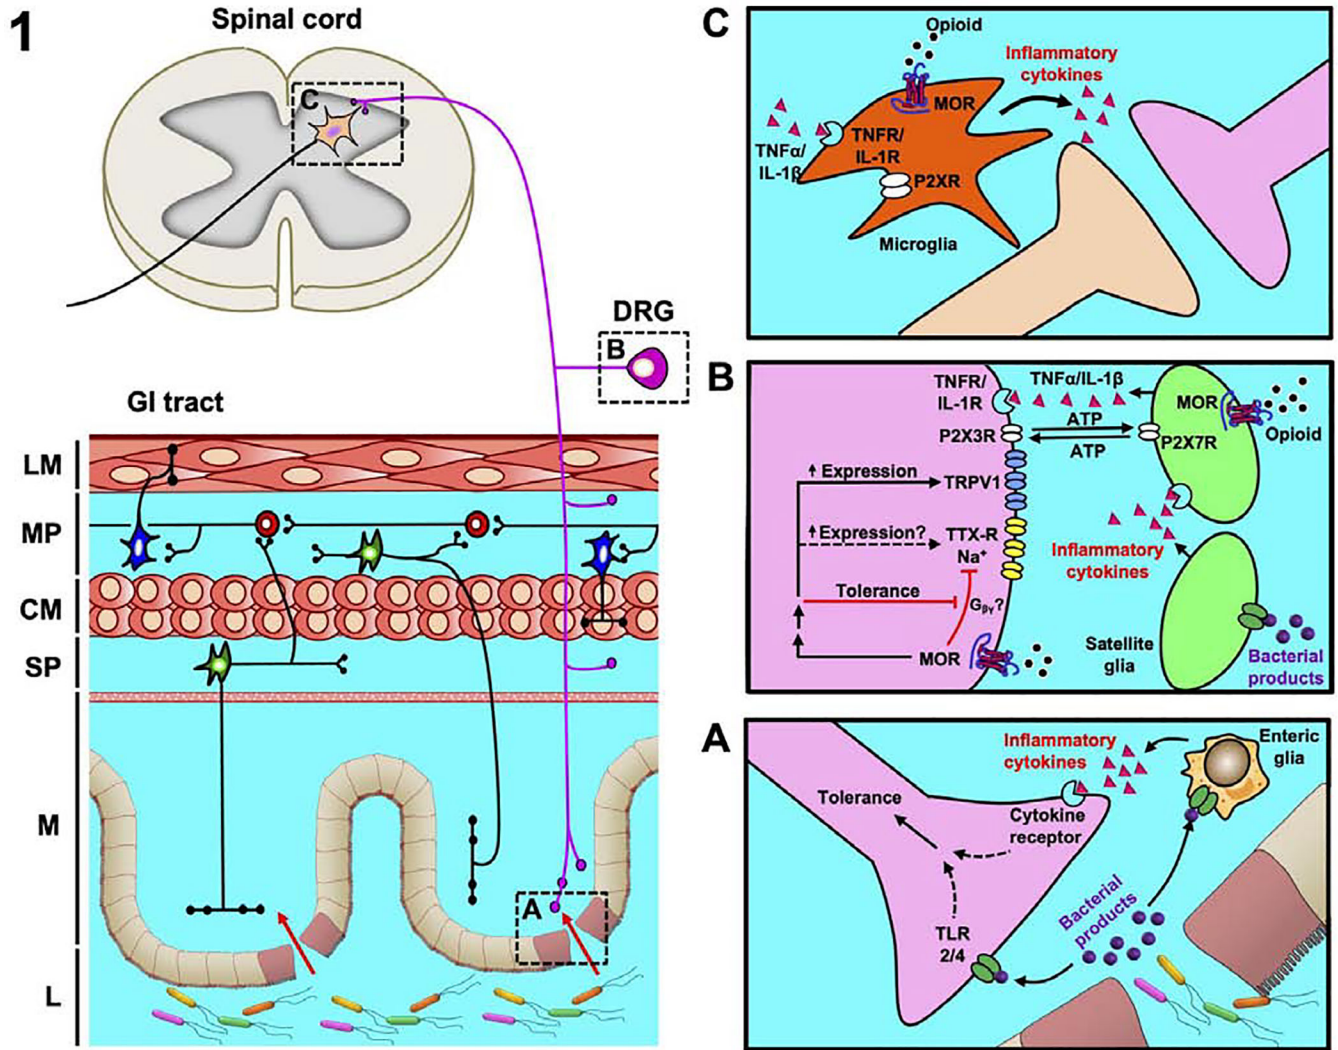 1
Spinal cord
C
DRG
B
GI tract
LM
MP
CM
SP
M
L
A
C
Opioid
Inflammatory
cytokines
MOR
TNFα/
IL-1β
TNFR/
IL-1R
P2XR
Microglia
B
TNFR/
IL-1R
TNFα/IL-1β
MOR
P2X3R
ATP
ATP
P2X7R
Opioid
Expression
TRPV1
Expression?
TTX-R
Na⁺
Inflammatory
cytokines
Tolerance
Gβγ?
MOR
Satellite
glia
Bacterial
products
A
Inflammatory
cytokines
Enteric
glia
Tolerance
Cytokine
receptor
Bacterial
products
TLR
2/4